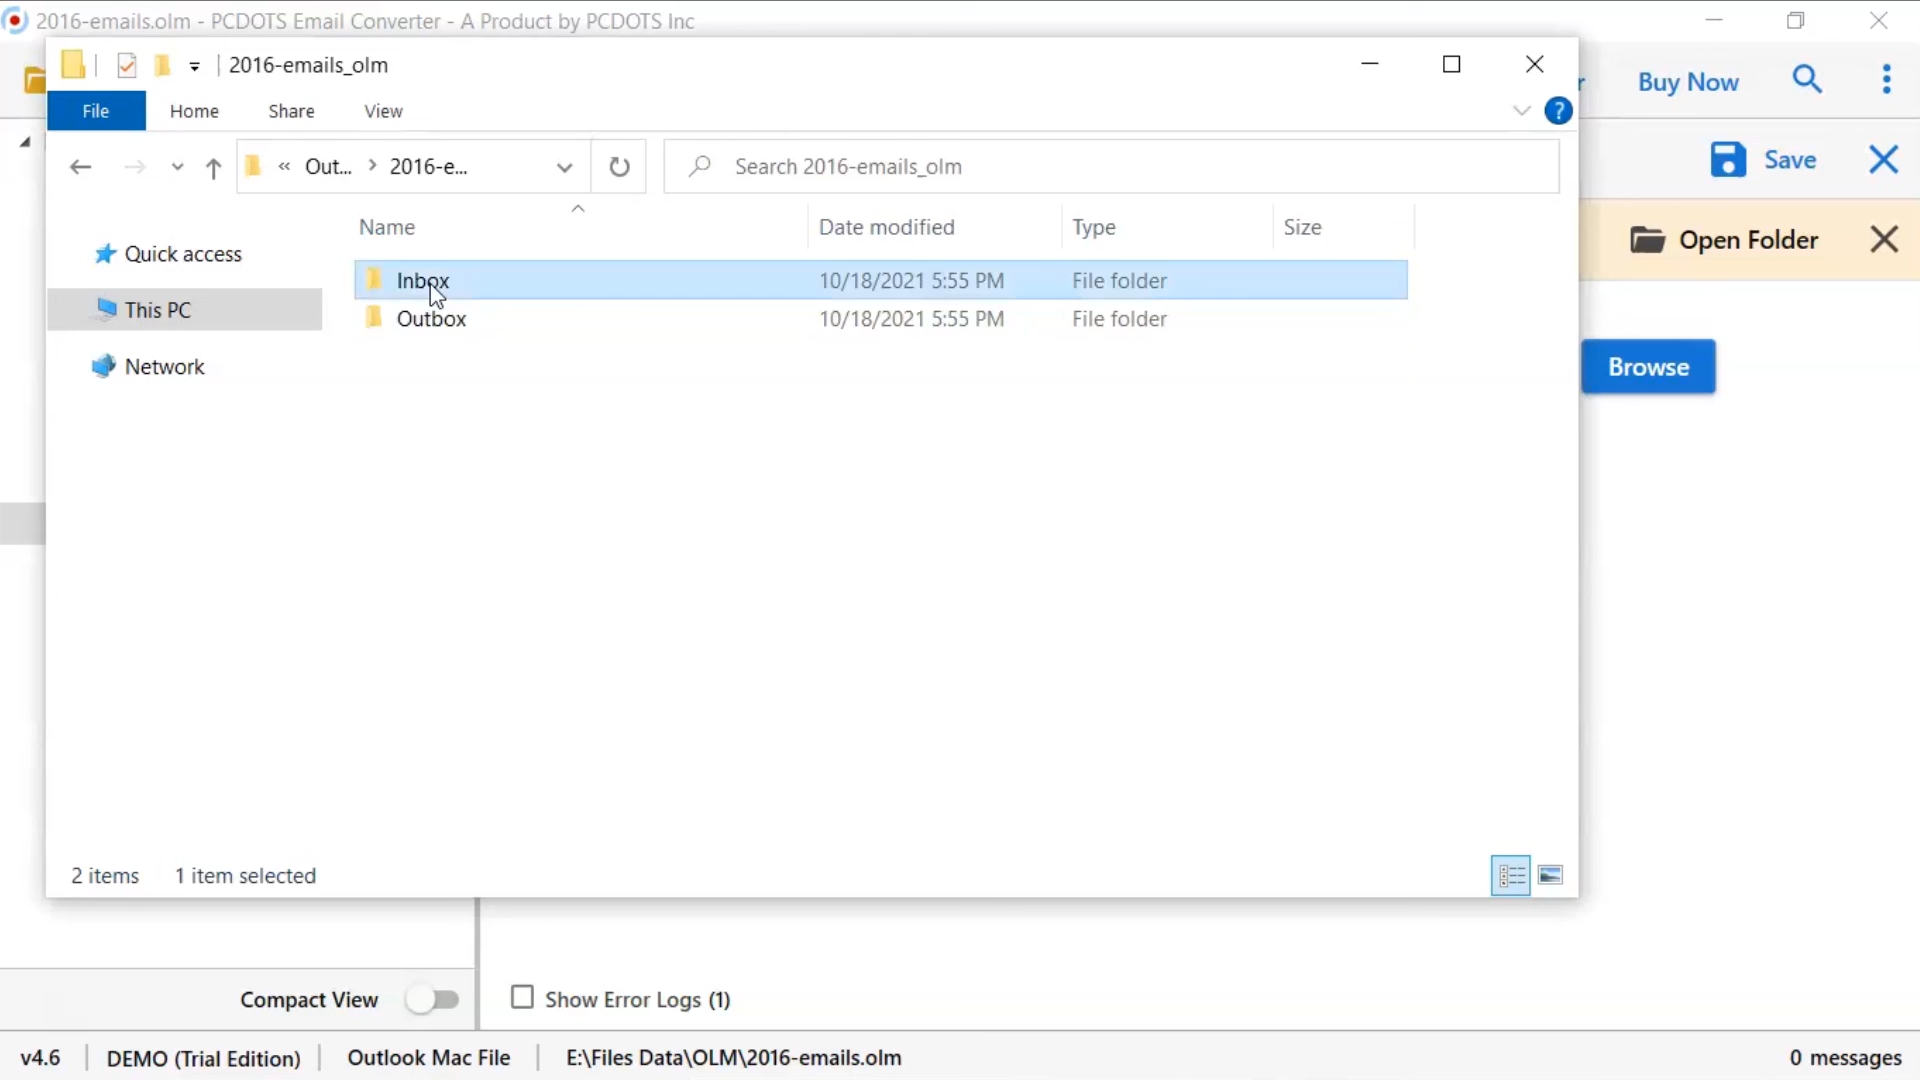 2016-emails.olm - PCDOTS Email Converter - A Product by PCDOTS Inc
2016-emails_olm
File Home Share View
r Buy Now
Save
« Out... > 2016-e... Search 2016-emails_olm
Name Date modified Type Size
Open Folder
Quick access
Inbox 10/18/2021 5:55 PM File folder
This PC
Outbox 10/18/2021 5:55 PM File folder
Network
Browse
2 items 1 item selected
Compact View Show Error Logs (1)
v4.6 DEMO (Trial Edition) Outlook Mac File E:\Files Data\OLM\2016-emails.olm 0 messages